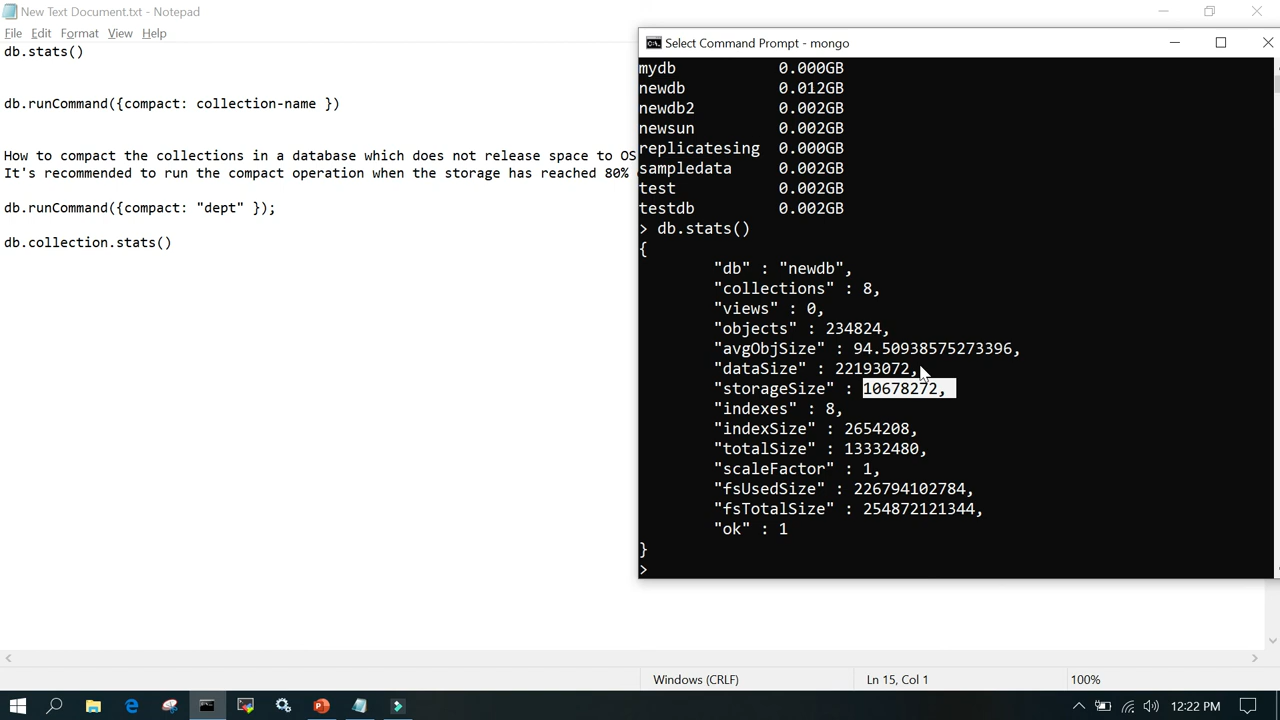 New Text Document.txt - Notepad
File Edit Format View Help
db.stats()
db.runCommand({compact: collection-name })
How to compact the collections in a database which does not release space to OS
It's recommended to run the compact operation when the storage has reached 80%
db.runCommand({compact: "dept" });
db.collection.stats()
Select Command Prompt - mongo
mydb 0.000GB
newdb 0.012GB
newdb2 0.002GB
newsun 0.002GB
replicatesing 0.000GB
sampledata 0.002GB
test 0.002GB
testdb 0.002GB
> db.stats()
{
"db" : "newdb",
"collections" : 8,
"views" : 0,
"objects" : 234824,
"avgObjSize" : 94.50938575273396,
"dataSize" : 22193072,
"storageSize" : 10678272,
"indexes" : 8,
"indexSize" : 2654208,
"totalSize" : 13332480,
"scaleFactor" : 1,
"fsUsedSize" : 226794102784,
"fsTotalSize" : 254872121344,
"ok" : 1
}
>
Windows (CRLF) Ln 15, Col 1 100%
12:22 PM